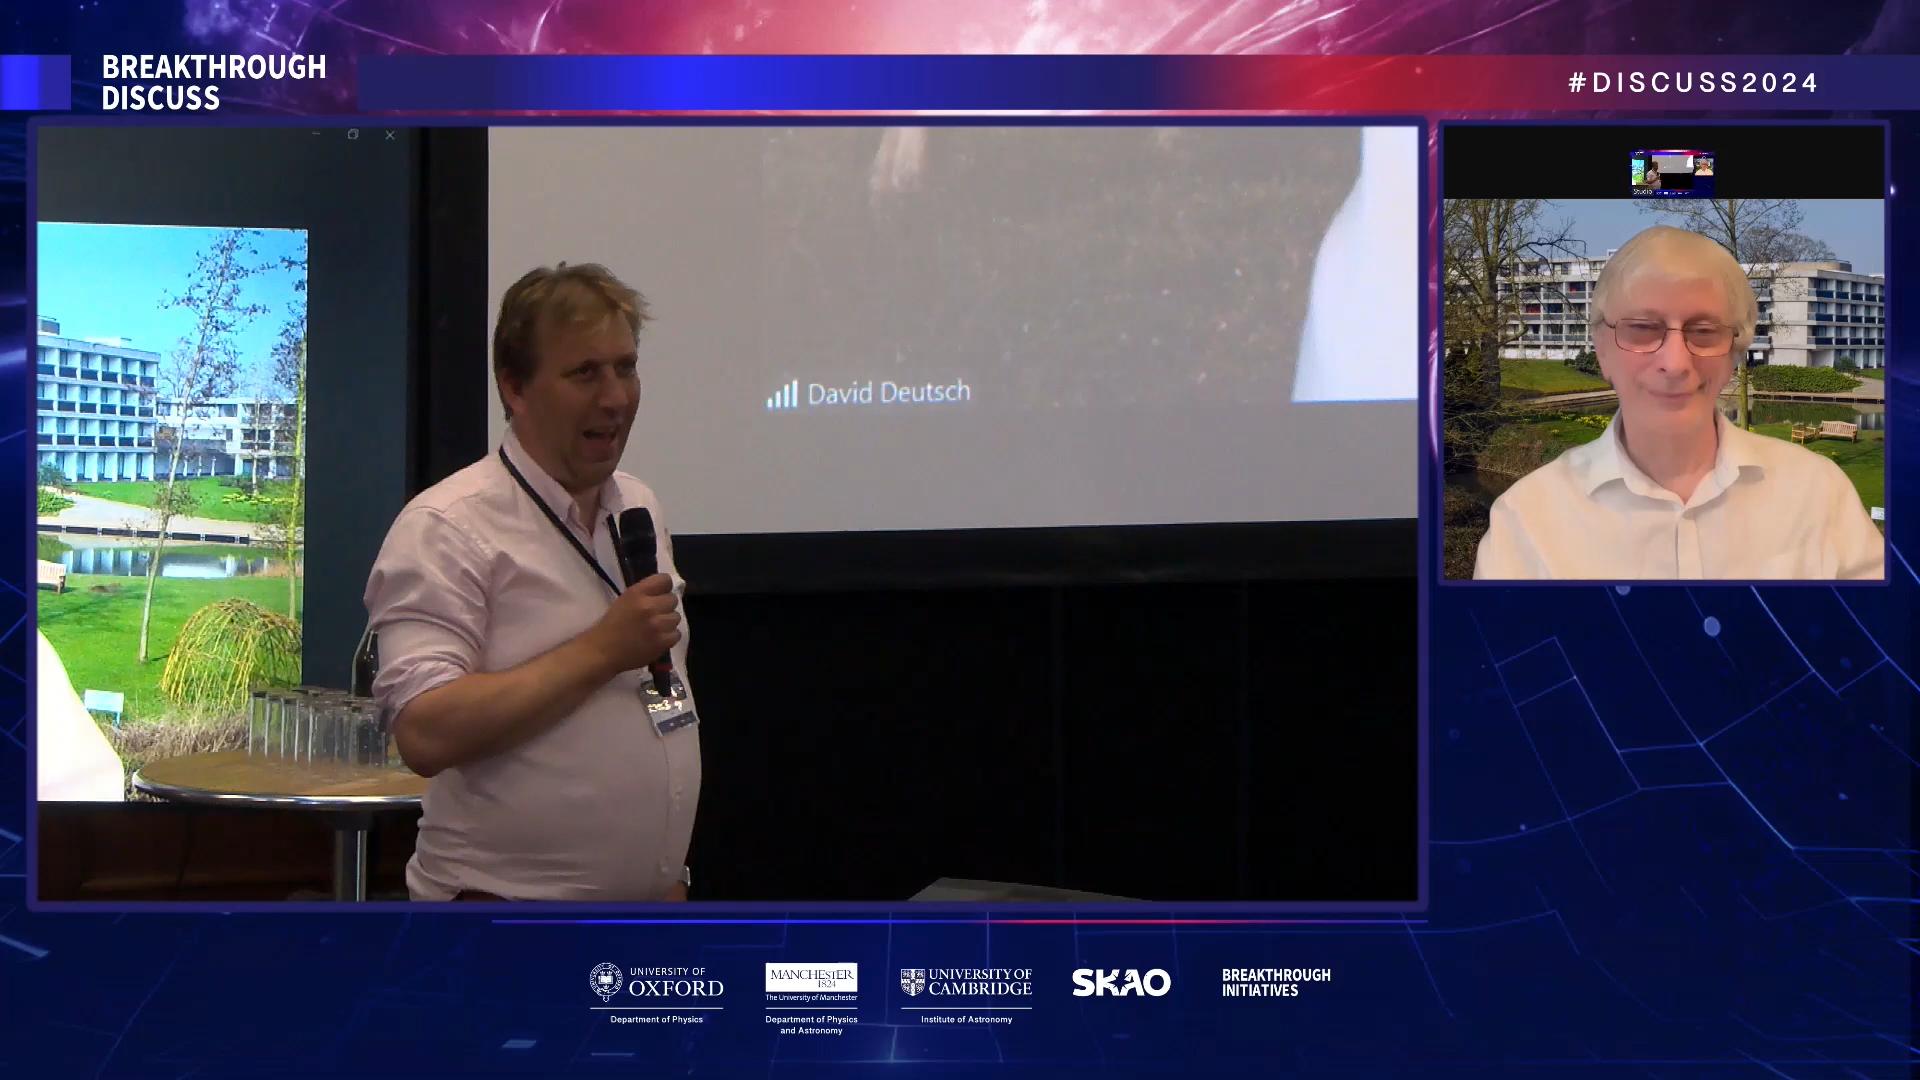 BREAKTHROUGH
DISCUSS
#DISCUSS2024
David Deutsch
Studio
UNIVERSITY OF
OXFORD
Department of Physics
MANCHESTER
1824
The University of Manchester
Department of Physics
and Astronomy
UNIVERSITY OF
CAMBRIDGE
Institute of Astronomy
SKAO
BREAKTHROUGH
INITIATIVES